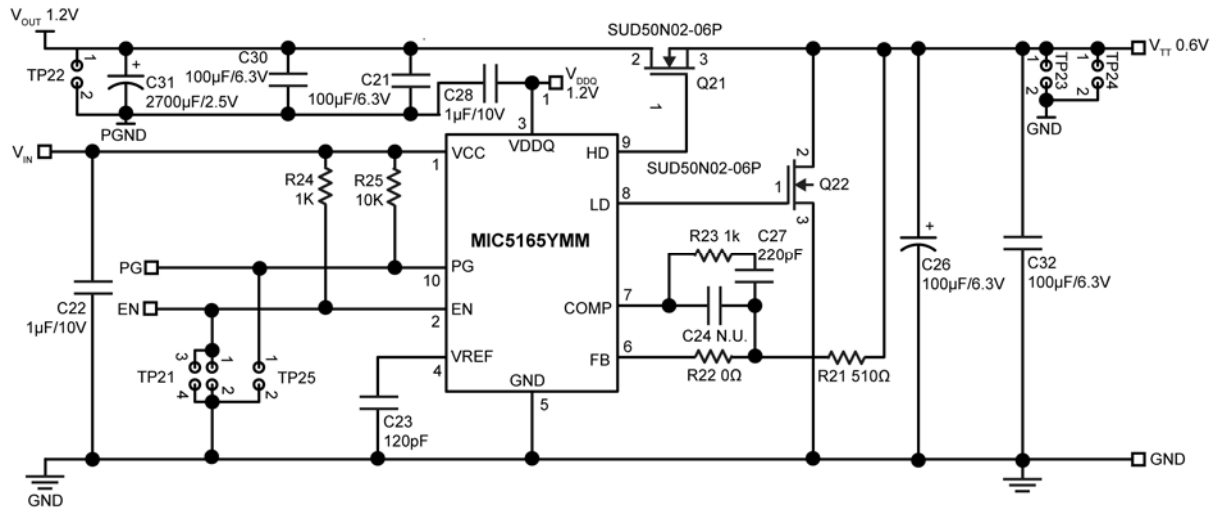 V_OUT 1.2V
SUD50N02-06P
V_TT 0.6V
1
2
TP22
+
C31
2700µF/2.5V
C30
100µF/6.3V
C21
100µF/6.3V
C28
1µF/10V
V_DDQ
1.2V
1
2
3
Q21
1
TP23
1
2
TP24
1
2
PGND
GND
V_IN
3
VDDQ
1
VCC
HD
9
SUD50N02-06P
R24
1K
R25
10K
LD
8
2
1
Q22
3
MIC5165YMM
R23 1k
C27
220pF
PG
10
PG
C22
1µF/10V
EN
2
EN
COMP
7
C24 N.U.
+
C26
100µF/6.3V
C32
100µF/6.3V
VREF
4
FB
6
R22 0Ω
R21 510Ω
3
1
1
TP21
TP25
4
2
2
GND
5
C23
120pF
GND
GND